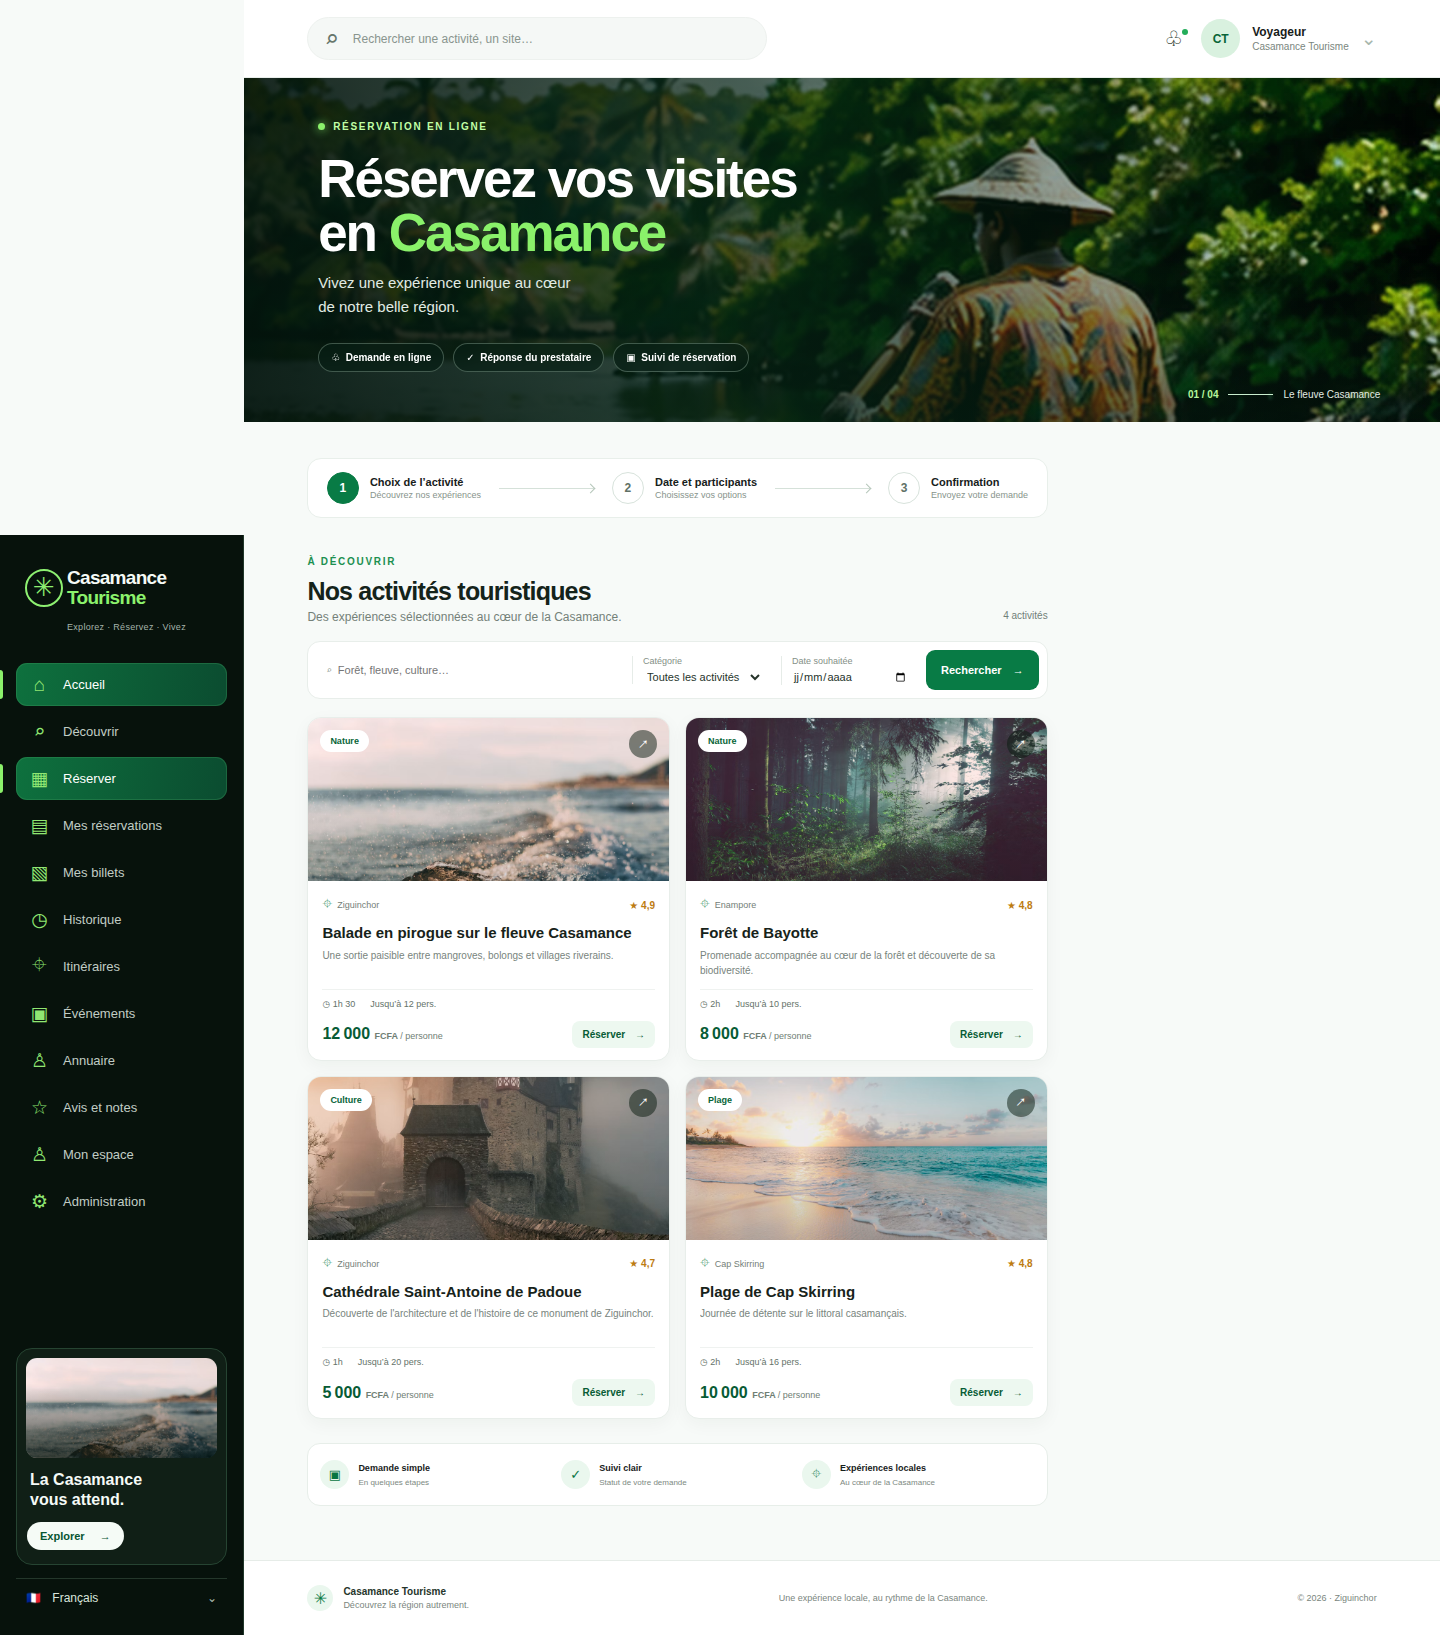 Rechercher une activité, un site…
CT
Voyageur
Casamance Tourisme
RÉSERVATION EN LIGNE
Réservez vos visites
en Casamance
Vivez une expérience unique au cœur
de notre belle région.
Demande en ligne
✓ Réponse du prestataire
Suivi de réservation
01 / 04
Le fleuve Casamance
1
Choix de l’activité
Découvrez nos expériences
2
Date et participants
Choisissez vos options
3
Confirmation
Envoyez votre demande
Casamance
Tourisme
Explorez · Réservez · Vivez
Accueil
Découvrir
Réserver
Mes réservations
Mes billets
Historique
Itinéraires
Événements
Annuaire
Avis et notes
Mon espace
Administration
La Casamance
vous attend.
Explorer →
Français
À DÉCOUVRIR
Nos activités touristiques
Des expériences sélectionnées au cœur de la Casamance.
4 activités
Forêt, fleuve, culture…
Catégorie
Toutes les activités
Date souhaitée
jj/mm/aaaa
Rechercher →
Nature
Ziguinchor
★ 4,9
Balade en pirogue sur le fleuve Casamance
Une sortie paisible entre mangroves, bolongs et villages riverains.
1h 30
Jusqu’à 12 pers.
12 000 FCFA / personne
Réserver →
Nature
Enampore
★ 4,8
Forêt de Bayotte
Promenade accompagnée au cœur de la forêt et découverte de sa
biodiversité.
2h
Jusqu’à 10 pers.
8 000 FCFA / personne
Réserver →
Culture
Ziguinchor
★ 4,7
Cathédrale Saint-Antoine de Padoue
Découverte de l'architecture et de l'histoire de ce monument de Ziguinchor.
1h
Jusqu’à 20 pers.
5 000 FCFA / personne
Réserver →
Plage
Cap Skirring
★ 4,8
Plage de Cap Skirring
Journée de détente sur le littoral casamançais.
2h
Jusqu’à 16 pers.
10 000 FCFA / personne
Réserver →
Demande simple
En quelques étapes
Suivi clair
Statut de votre demande
Expériences locales
Au cœur de la Casamance
Casamance Tourisme
Découvrez la région autrement.
Une expérience locale, au rythme de la Casamance.
© 2026 · Ziguinchor